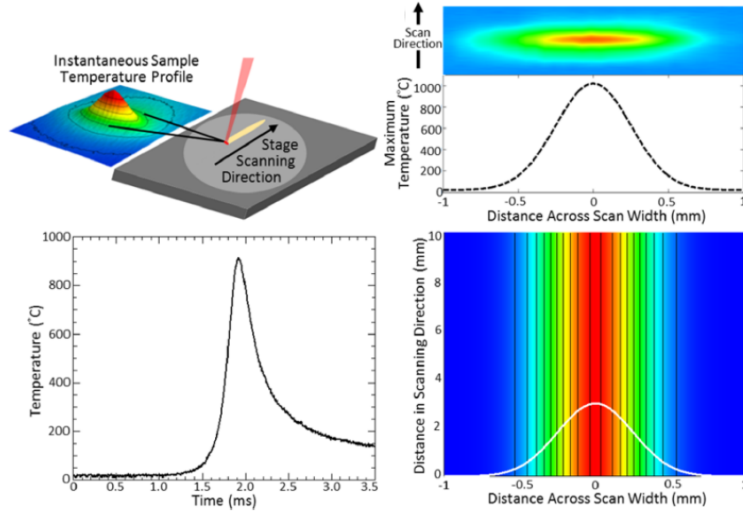 Instantaneous Sample
Temperature Profile
Stage
Scanning
Direction
Scan
Direction
Maximum
Temperature (˚C)
1000
800
600
400
200
0
-1
-0.5
0
0.5
1
Distance Across Scan Width (mm)
Temperature (˚C)
1000
800
600
400
200
0
0.0
0.5
1.0
1.5
2.0
2.5
3.0
3.5
Time (ms)
Distance in Scanning Direction (mm)
10
8
6
4
2
0
-1
-0.5
0
0.5
1
Distance Across Scan Width (mm)